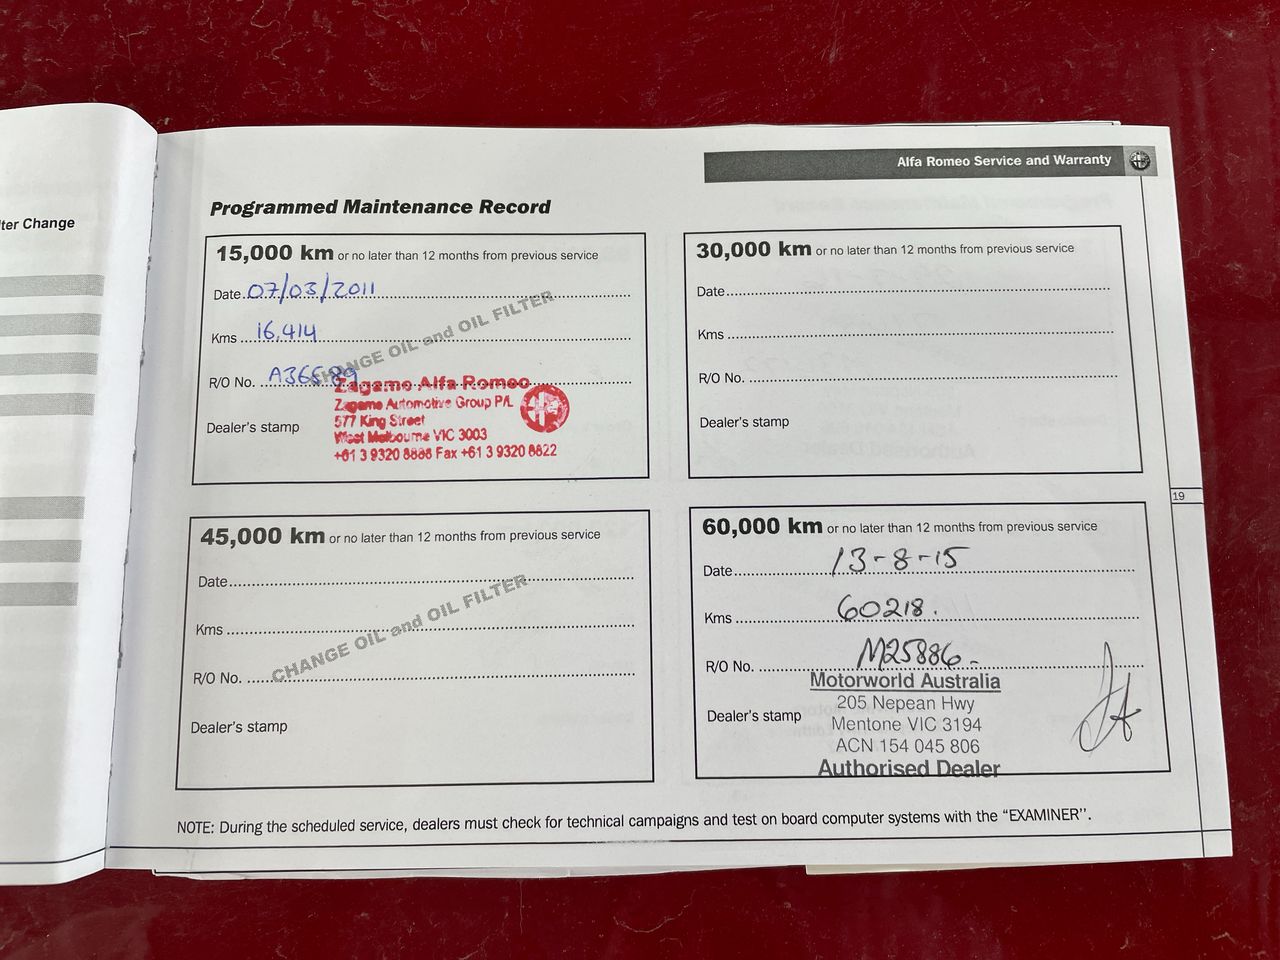 lter Change
Alfa Romeo Service and Warranty
Programmed Maintenance Record
15,000 km or no later than 12 months from previous service
Date 07/03/2011
Kms 16,414
R/O No. A36589
CHANGE OIL and OIL FILTER
Dealer's stamp
Zagame Alfa Romeo
Zagame Automotive Group P/L
577 King Street
West Melbourne VIC 3003
+61 3 9320 8888 Fax +61 3 9320 8822
30,000 km or no later than 12 months from previous service
Date
Kms
R/O No.
Dealer's stamp
19
45,000 km or no later than 12 months from previous service
Date
Kms
R/O No.
CHANGE OIL and OIL FILTER
Dealer's stamp
60,000 km or no later than 12 months from previous service
Date 13-8-15
Kms 60218.
R/O No. M25886-
Dealer's stamp
Motorworld Australia
205 Nepean Hwy
Mentone VIC 3194
ACN 154 045 806
Authorised Dealer
NOTE: During the scheduled service, dealers must check for technical campaigns and test on board computer systems with the “EXAMINER”.